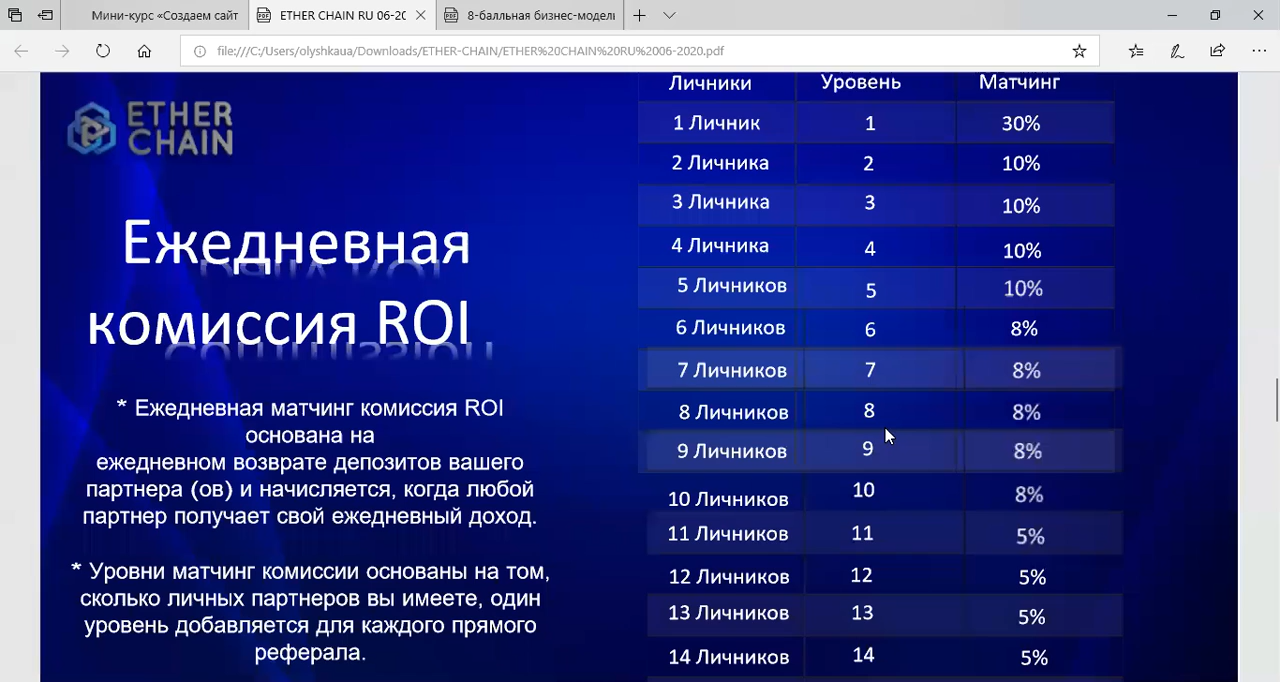 Мини-курс «Создаем сайт
ETHER CHAIN RU 06-20
8-балльная бизнес-модель
file:///C:/Users/olyshkaua/Downloads/ETHER-CHAIN/ETHER%20CHAIN%20RU%2006-2020.pdf
ETHER
CHAIN
Ежедневная
комиссия ROI
* Ежедневная матчинг комиссия ROI
основана на
ежедневном возврате депозитов вашего
партнера (ов) и начисляется, когда любой
партнер получает свой ежедневный доход.
* Уровни матчинг комиссии основаны на том,
сколько личных партнеров вы имеете, один
уровень добавляется для каждого прямого
реферала.
Личники Уровень Матчинг
1 Личник 1 30%
2 Личника 2 10%
3 Личника 3 10%
4 Личника 4 10%
5 Личников 5 10%
6 Личников 6 8%
7 Личников 7 8%
8 Личников 8 8%
9 Личников 9 8%
10 Личников 10 8%
11 Личников 11 5%
12 Личников 12 5%
13 Личников 13 5%
14 Личников 14 5%